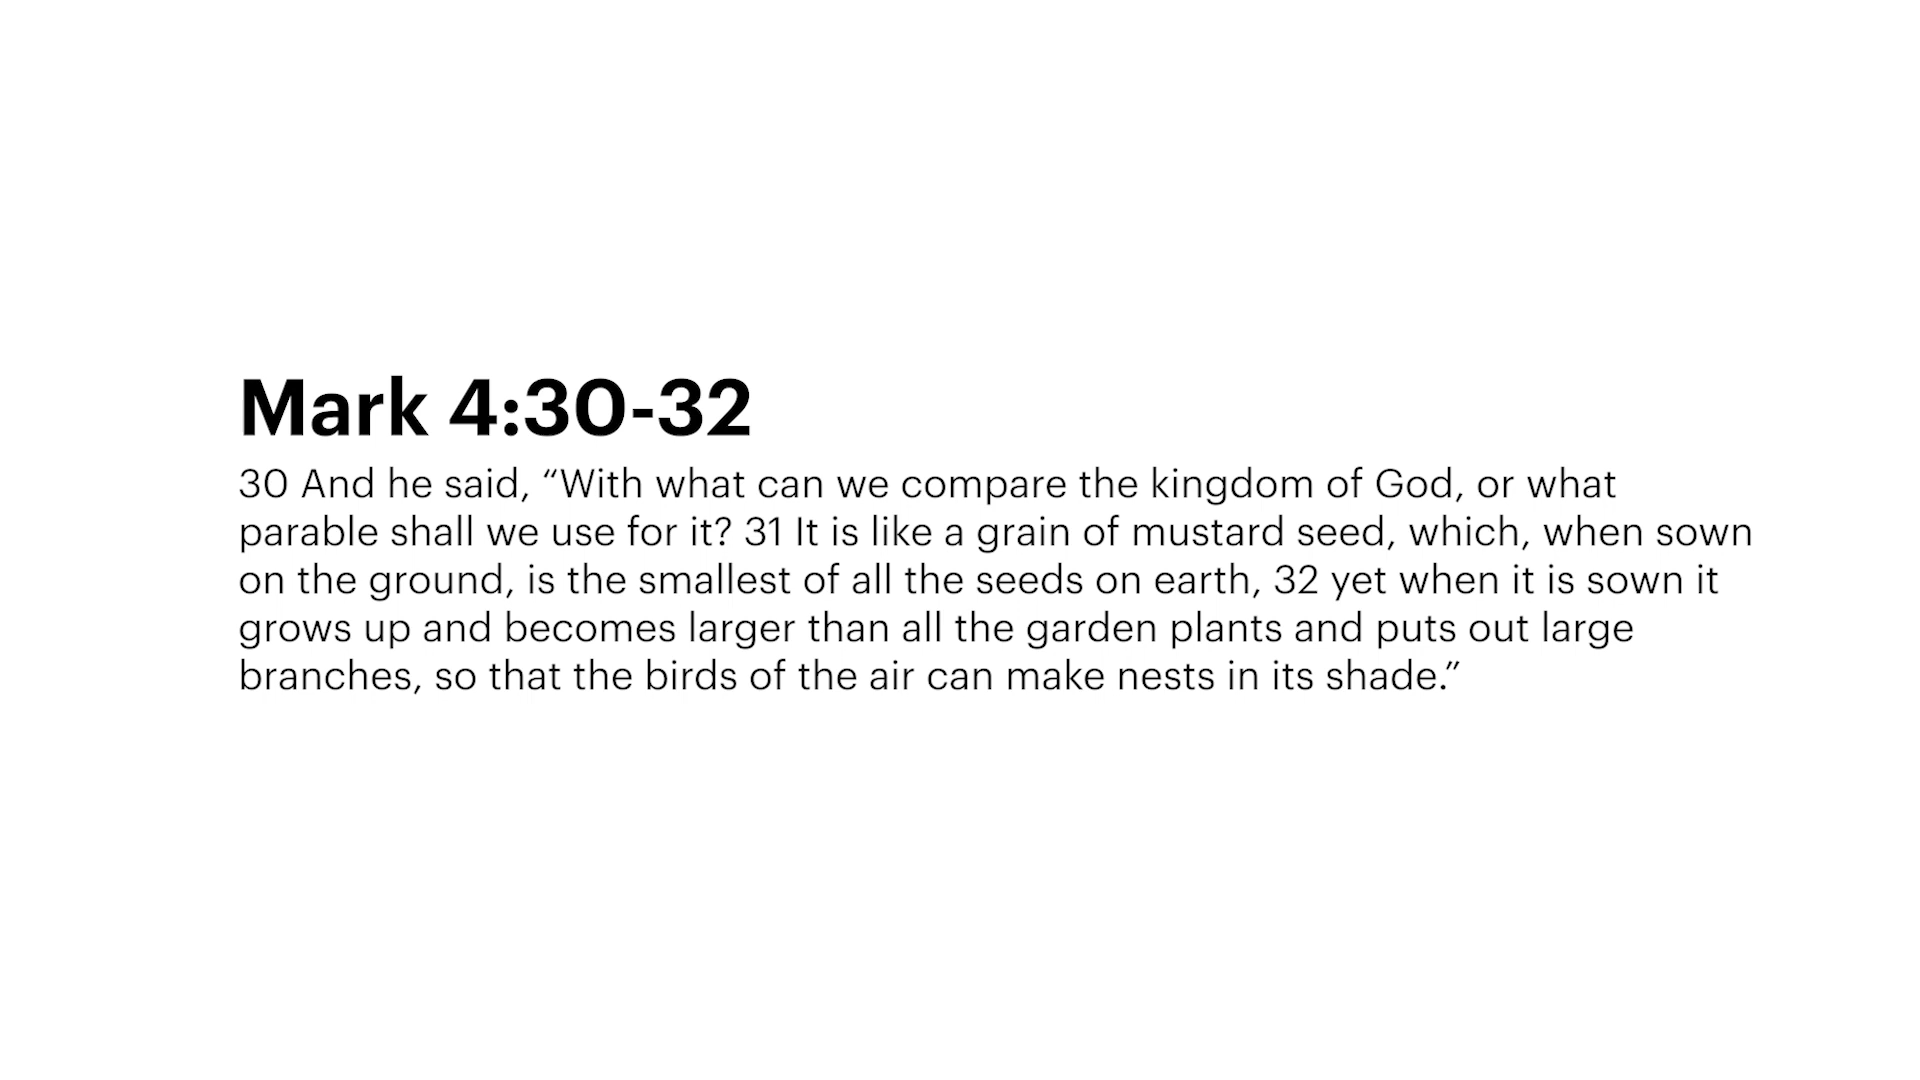 Mark 4:30-32
30 And he said, “With what can we compare the kingdom of God, or what
parable shall we use for it? 31 It is like a grain of mustard seed, which, when sown
on the ground, is the smallest of all the seeds on earth, 32 yet when it is sown it
grows up and becomes larger than all the garden plants and puts out large
branches, so that the birds of the air can make nests in its shade.”